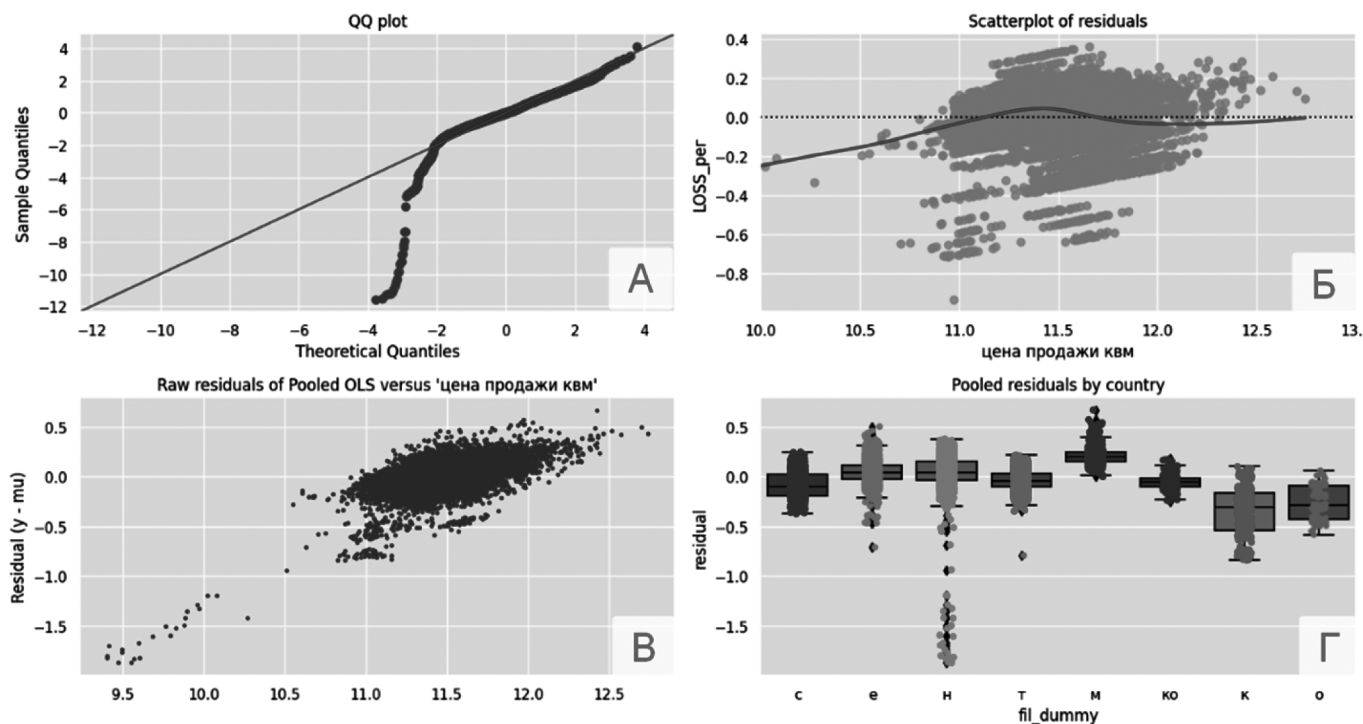 QQ plot
4
2
0
−2
−4
−6
−8
−10
−12
Sample Quantiles
−12 −10 −8 −6 −4 −2 0 2 4
Theoretical Quantiles
А
Scatterplot of residuals
0.4
0.2
0.0
−0.2
−0.4
−0.6
−0.8
LOSS_per
10.0 10.5 11.0 11.5 12.0 12.5 13.
цена продажи квм
Б
Raw residuals of Pooled OLS versus 'цена продажи квм'
0.5
0.0
−0.5
−1.0
−1.5
Residual (y - mu)
9.5 10.0 10.5 11.0 11.5 12.0 12.5
В
Pooled residuals by country
0.5
0.0
−0.5
−1.0
−1.5
residual
с е н т м ко к о
fil_dummy
Г